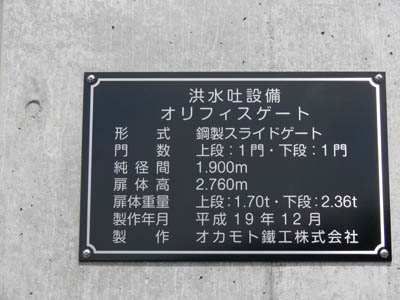 洪水吐設備
オリフィスゲート
形式 鋼製スライドゲート
門数 上段:1門・下段:1門
純径間 1.900m
扉体高 2.760m
扉体重量 上段:1.70t・下段:2.36t
製作年月 平成19年12月
製作 オカモト鐵工株式会社